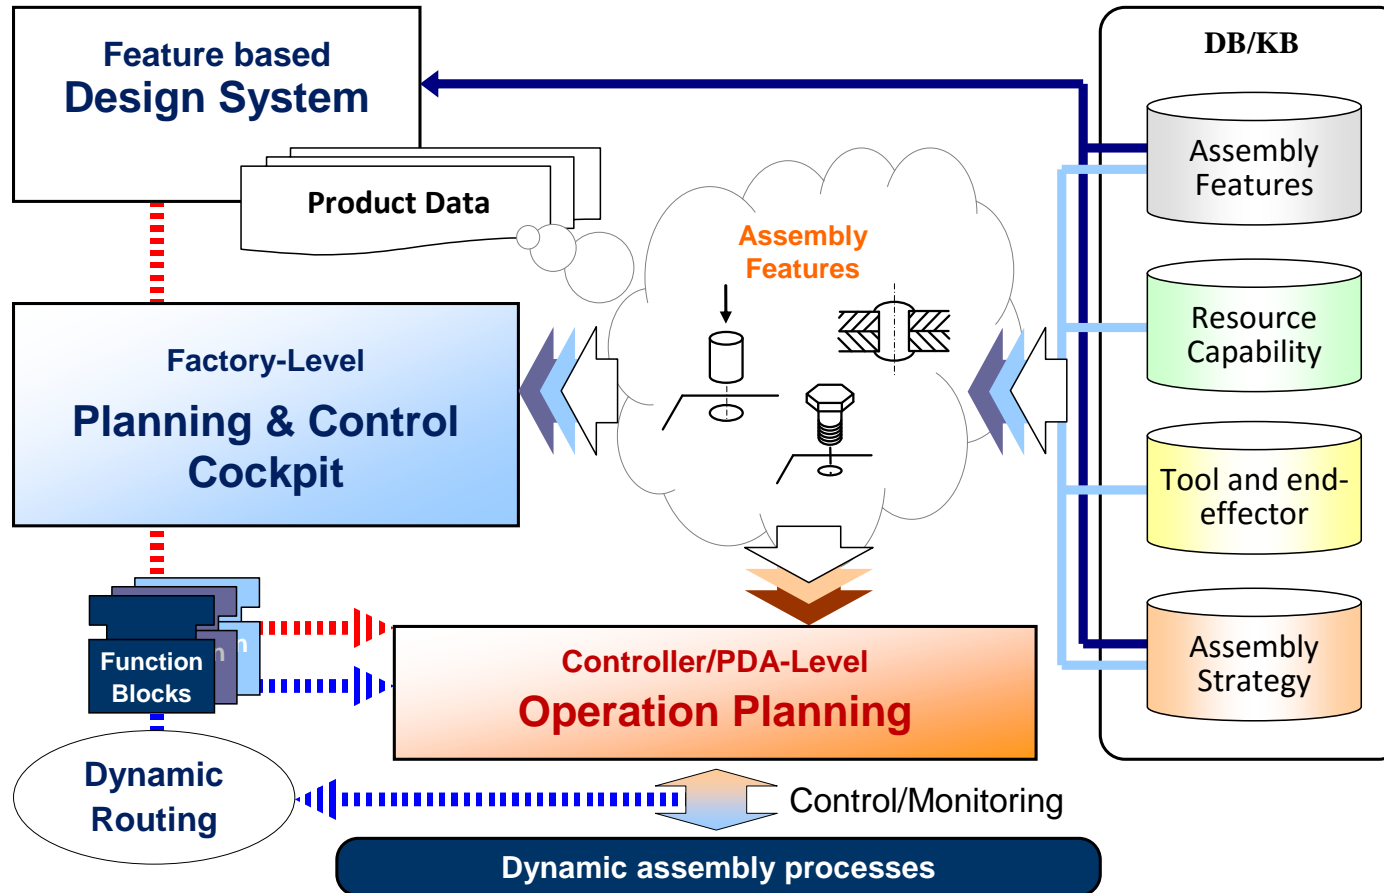 Feature based
Design System
Product Data
DB/KB
Assembly
Features
Resource
Capability
Tool and end-
effector
Assembly
Strategy
Assembly
Features
Factory-Level
Planning & Control
Cockpit
Function
Blocks
n
n
Controller/PDA-Level
Operation Planning
Dynamic
Routing
Control/Monitoring
Dynamic assembly processes